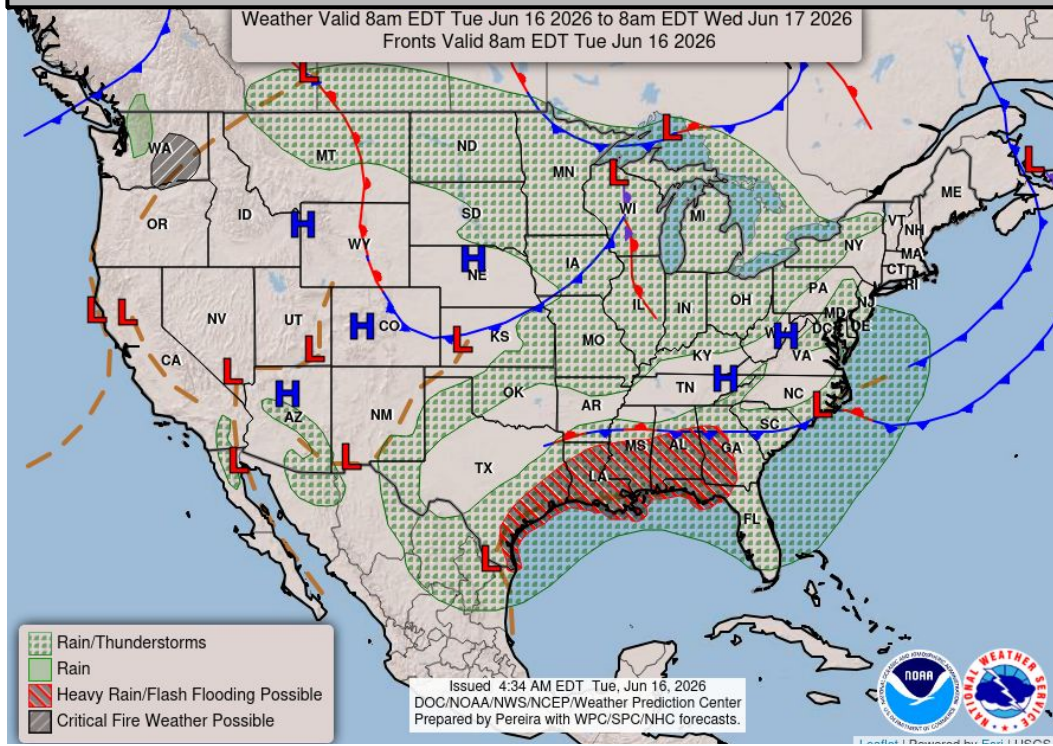 Weather Valid 8am EDT Tue Jun 16 2026 to 8am EDT Wed Jun 17 2026
Fronts Valid 8am EDT Tue Jun 16 2026
L
L
L
L
WA
MT
ND
MN
ME
OR
ID
H
WY
SD
WI
MI
VT
NH
NY
MA
CT
RI
H
NE
IA
PA
NJ
L
L
NV
UT
H
CO
L
KS
IL
IN
OH
MD
DE
DC
W
H
VA
CA
L
L
MO
KY
H
AZ
NM
OK
AR
TN
H
NC
L
SC
L
L
TX
MS
AL
GA
LA
FL
L
Rain/Thunderstorms
Rain
Heavy Rain/Flash Flooding Possible
Critical Fire Weather Possible
Issued 4:34 AM EDT Tue, Jun 16, 2026
DOC/NOAA/NWS/NCEP/Weather Prediction Center
Prepared by Pereira with WPC/SPC/NHC forecasts.
NOAA
NATIONAL WEATHER SERVICE
Leaflet | Powered by Esri | USGS